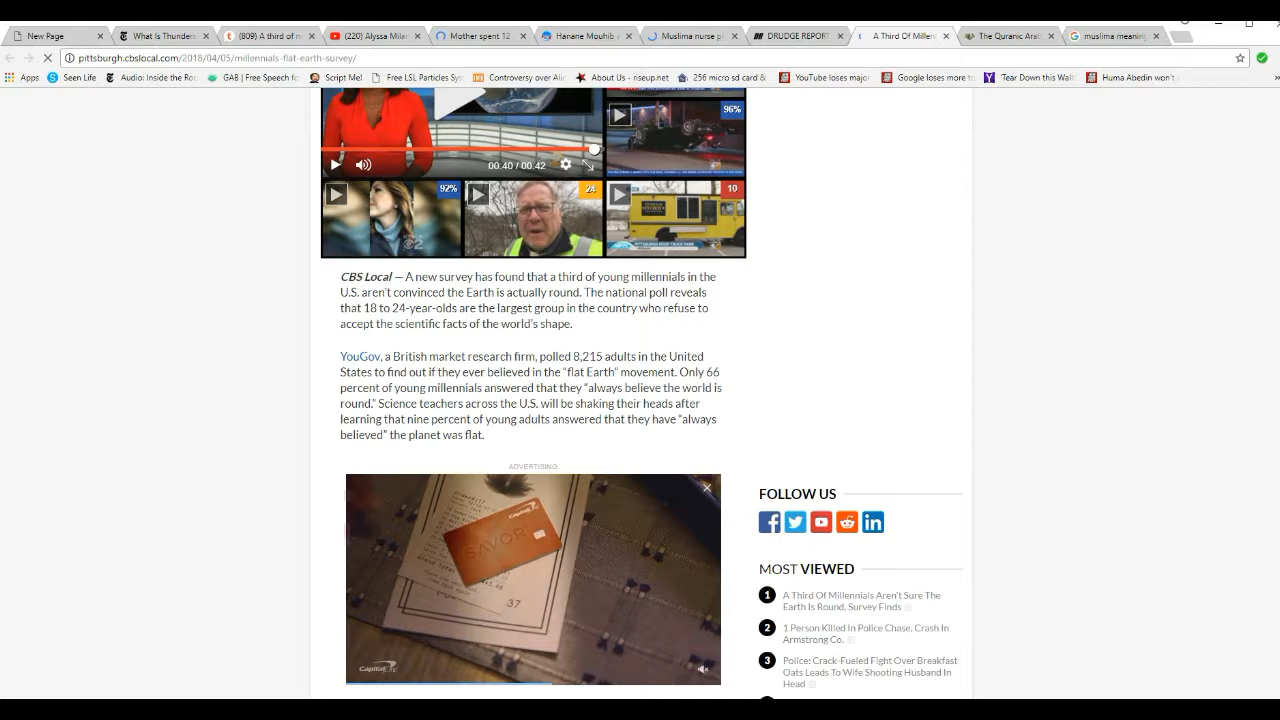 New Page
What Is Thunders
(809) A third of m
(220) Alyssa Milan
Mother spent 12
Hanane Mouhib a
Muslima nurse p
DRUDGE REPORT
A Third Of Millen
The Quranic Arab
muslima meaning
pittsburgh.cbslocal.com/2018/04/05/millennials-flat-earth-survey/
Apps
Seen Life
Audio: Inside the Ro
GAB | Free Speech fo
Script Me!
Free LSL Particles Sy
Controversy over Ali
About Us - riseup.net
256 micro sd card &
YouTube loses major
Google loses more to
Tear Down this Wall
Huma Abedin won't
96%
00.40 / 00.42
92%
24
10
CBS Local — A new survey has found that a third of young millennials in the
U.S. aren't convinced the Earth is actually round. The national poll reveals
that 18 to 24-year-olds are the largest group in the country who refuse to
accept the scientific facts of the world's shape.
YouGov, a British market research firm, polled 8,215 adults in the United
States to find out if they ever believed in the “flat Earth” movement. Only 66
percent of young millennials answered that they “always believe the world is
round.” Science teachers across the U.S. will be shaking their heads after
learning that nine percent of young adults answered that they have “always
believed” the planet was flat.
ADVERTISING
Capital One
SAVOR
37
Capital One
FOLLOW US
MOST VIEWED
1 A Third Of Millennials Aren't Sure The
Earth Is Round, Survey Finds
2 1 Person Killed In Police Chase, Crash In
Armstrong Co.
3 Police: Crack-Fueled Fight Over Breakfast
Oats Leads To Wife Shooting Husband In
Head